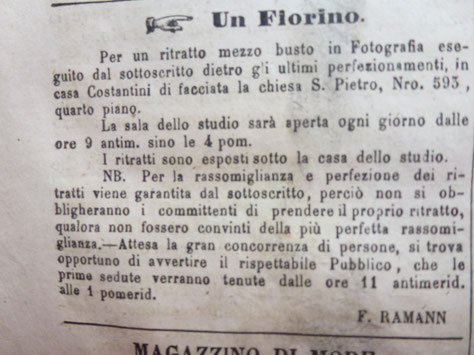 ☞ Un Fiorino.
Per un ritratto mezzo busto in Fotografia ese-
guito dal sottoscritto dietro g'i ultimi perfezionamenti, in
casa Costantini di facciata la chiesa S. Pietro, Nro. 593,
quarto piano.
La sala dello studio sarà aperta ogni giorno dalle
ore 9 antim. sino le 4 pom.
I ritratti sono esposti sotto la casa dello studio.
NB. Per la rassomiglianza e perfezione dei ri-
tratti viene garantita dal sottoscritto, perciò non si ob-
bligheranno i committenti di prendere il proprio ritratto,
qualora non fossero convinti della più perfetta rassomi-
glianza.—Attesa la gran concorrenza di persone, si trova
opportuno di avvertire il rispettabile Pubblico, che le
prime sedute verranno tenute dalle ore 11 antimerid.
alle 1 pomerid.
F. RAMANN
MAGAZZINO DI MODE